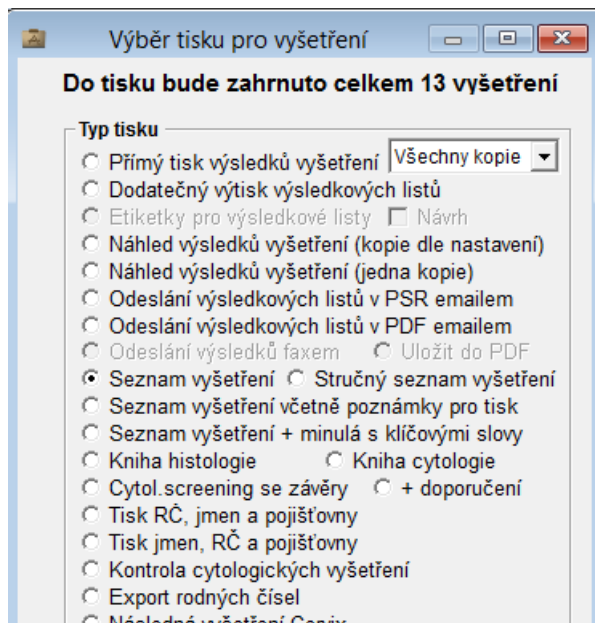 Výběr tisku pro vyšetření
Do tisku bude zahrnuto celkem 13 vyšetření
Typ tisku
Přímý tisk výsledků vyšetření Všechny kopie
Dodatečný výtisk výsledkových listů
Etiketky pro výsledkové listy Návrh
Náhled výsledků vyšetření (kopie dle nastavení)
Náhled výsledků vyšetření (jedna kopie)
Odeslání výsledkových listů v PSR emailem
Odeslání výsledkových listů v PDF emailem
Odeslání výsledků faxem Uložit do PDF
Seznam vyšetření Stručný seznam vyšetření
Seznam vyšetření včetně poznámky pro tisk
Seznam vyšetření + minulá s klíčovými slovy
Kniha histologie Kniha cytologie
Cytol.screening se závěry + doporučení
Tisk RČ, jmen a pojišťovny
Tisk jmen, RČ a pojišťovny
Kontrola cytologických vyšetření
Export rodných čísel
Následná vyšetření Cervix